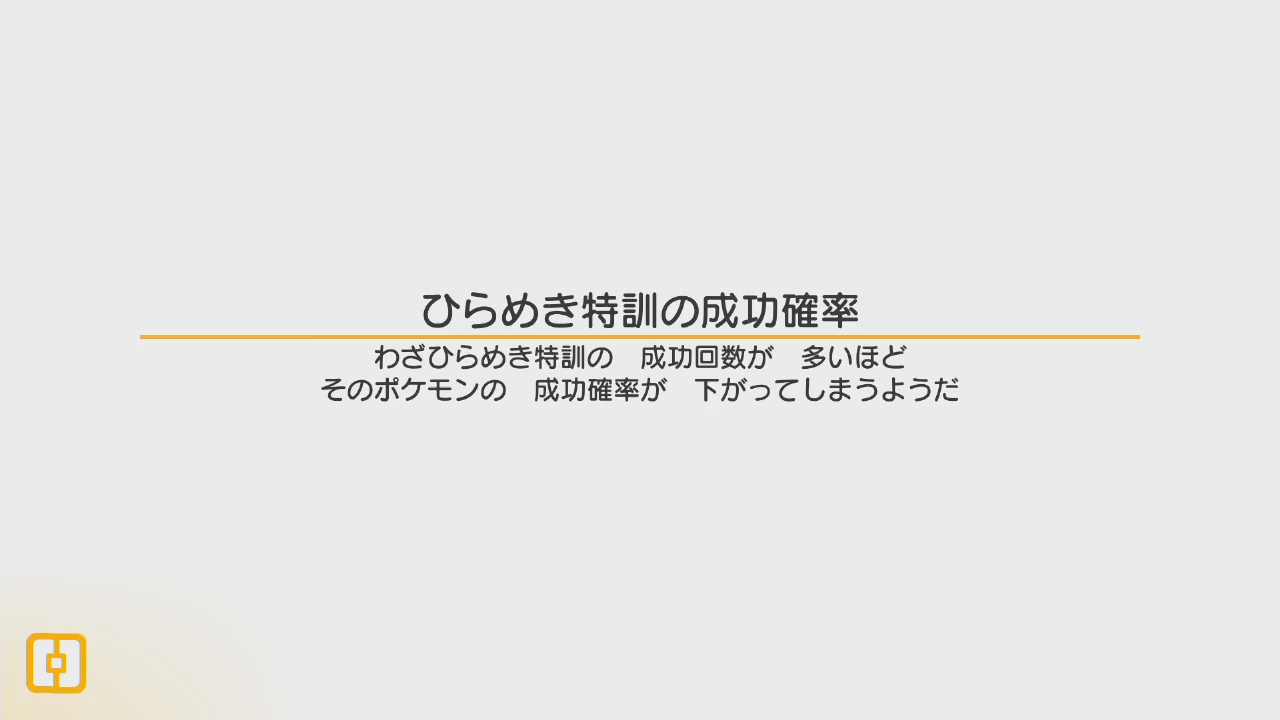 ひらめき特訓の成功確率
わざひらめき特訓の　成功回数が　多いほど
そのポケモンの　成功確率が　下がってしまうようだ